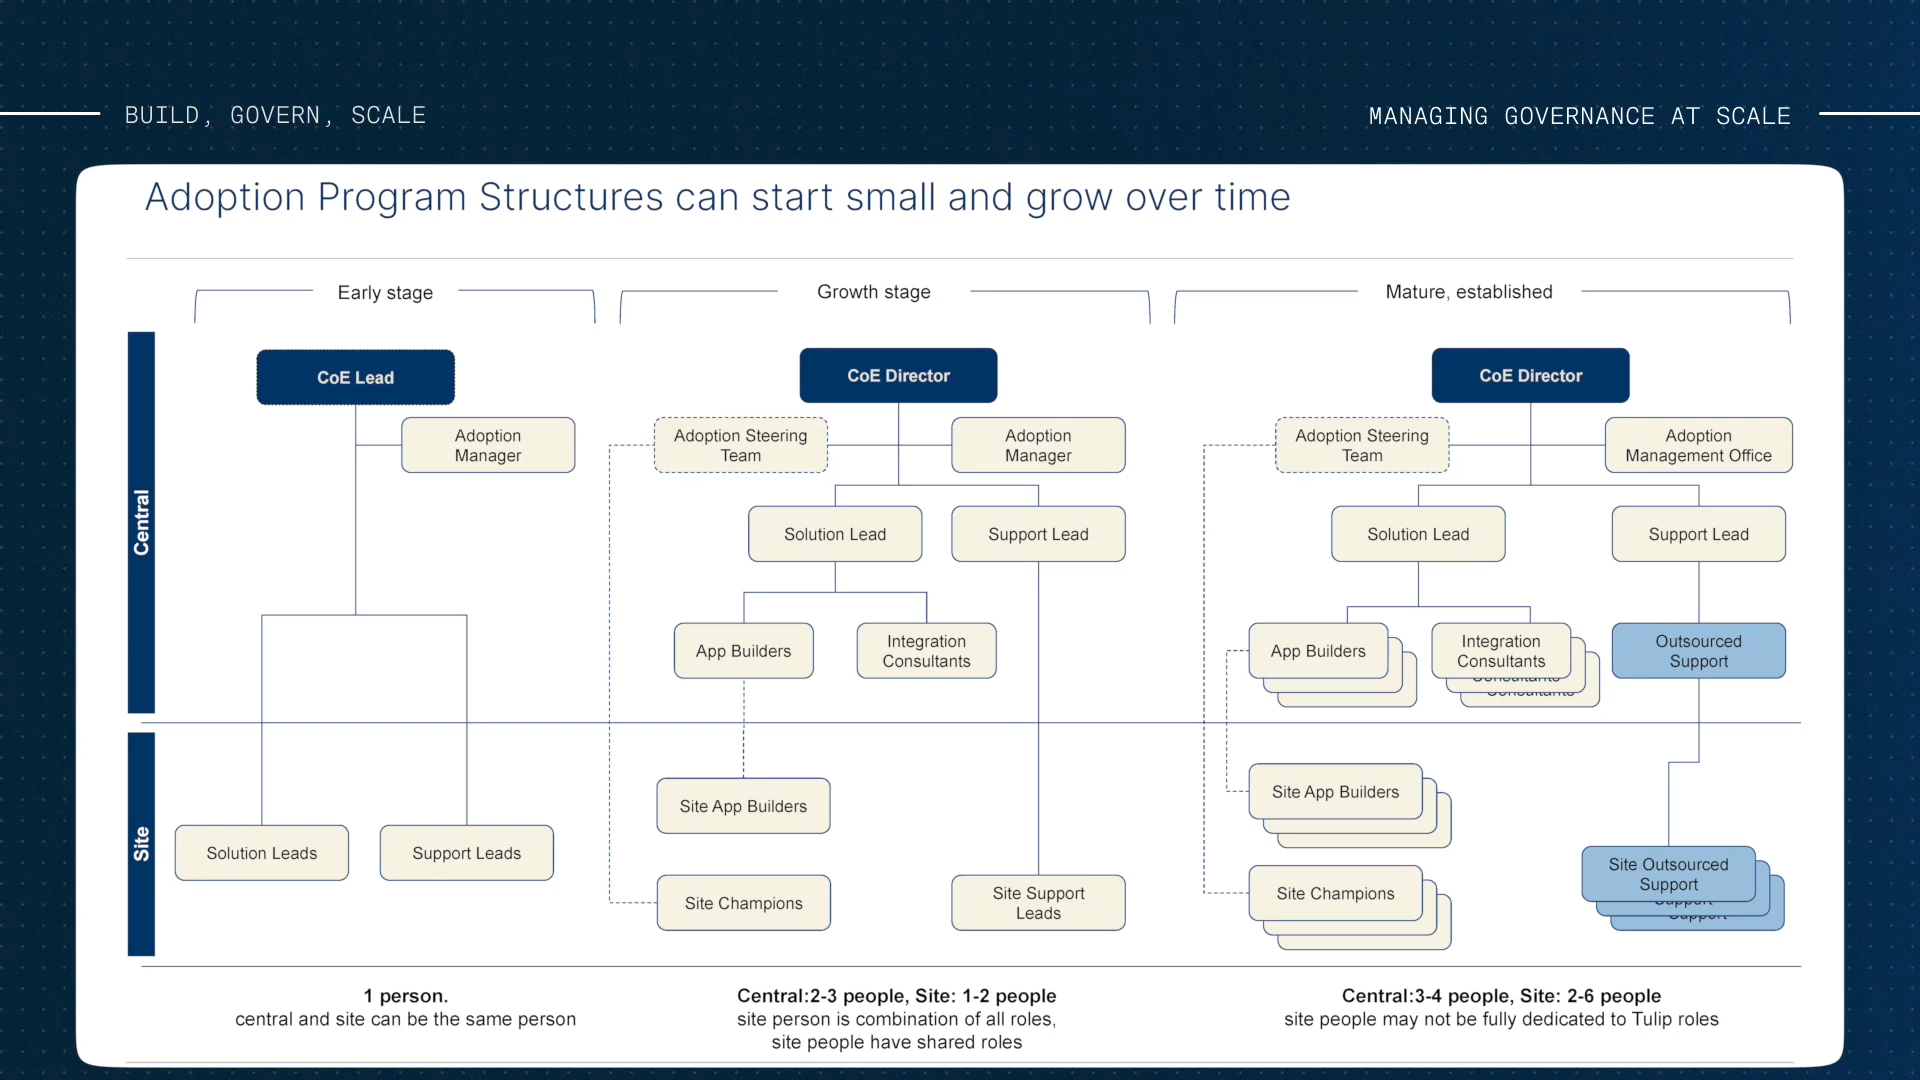 BUILD, GOVERN, SCALE
MANAGING GOVERNANCE AT SCALE
Adoption Program Structures can start small and grow over time
Early stage
Growth stage
Mature, established
Central
Site
CoE Lead
Adoption
Manager
Solution Leads
Support Leads
CoE Director
Adoption Steering
Team
Adoption
Manager
Solution Lead
Support Lead
App Builders
Integration
Consultants
Site App Builders
Site Champions
Site Support
Leads
CoE Director
Adoption Steering
Team
Adoption
Management Office
Solution Lead
Support Lead
App Builders
Integration
Consultants
Consultants
Consultants
Outsourced
Support
Site App Builders
Site Champions
Site Outsourced
Support
Support
Support
1 person.
central and site can be the same person
Central:2-3 people, Site: 1-2 people
site person is combination of all roles,
site people have shared roles
Central:3-4 people, Site: 2-6 people
site people may not be fully dedicated to Tulip roles